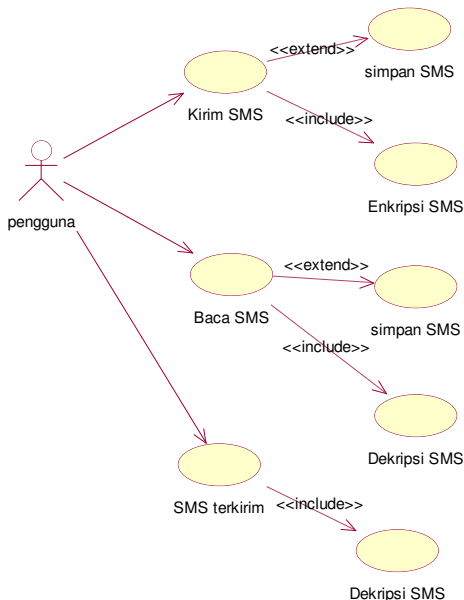 <<extend>>
simpan SMS
Kirim SMS
<<include>>
Enkripsi SMS
pengguna
<<extend>>
Baca SMS
simpan SMS
<<include>>
Dekripsi SMS
SMS terkirim
<<include>>
Dekripsi SMS